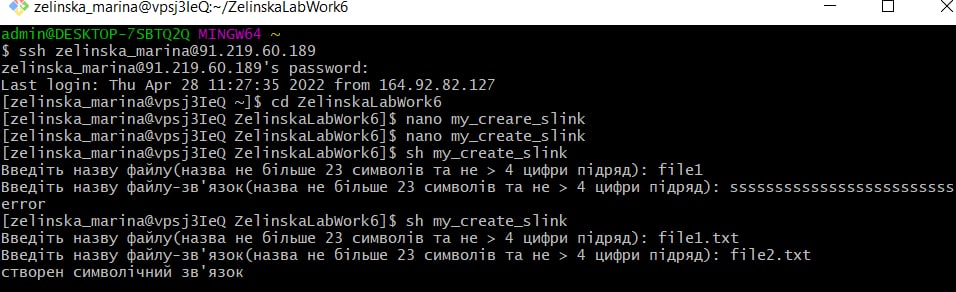 zelinska_marina@vpsj3IeQ:~/ZelinskaLabWork6
admin@DESKTOP-7SBTQ2Q MINGW64 ~
$ ssh zelinska_marina@91.219.60.189
zelinska_marina@91.219.60.189's password:
Last login: Thu Apr 28 11:27:35 2022 from 164.92.82.127
[zelinska_marina@vpsj3IeQ ~]$ cd ZelinskaLabWork6
[zelinska_marina@vpsj3IeQ ZelinskaLabWork6]$ nano my_creare_slink
[zelinska_marina@vpsj3IeQ ZelinskaLabWork6]$ nano my_create_slink
[zelinska_marina@vpsj3IeQ ZelinskaLabWork6]$ sh my_create_slink
Введіть назву файлу(назва не більше 23 символів та не > 4 цифри підряд): file1
Введіть назву файлу-зв'язок(назва не більше 23 символів та не > 4 цифри підряд): sssssssssssssssssssssssss
error
[zelinska_marina@vpsj3IeQ ZelinskaLabWork6]$ sh my_create_slink
Введіть назву файлу(назва не більше 23 символів та не > 4 цифри підряд): file1.txt
Введіть назву файлу-зв'язок(назва не більше 23 символів та не > 4 цифри підряд): file2.txt
створен символічний зв'язок